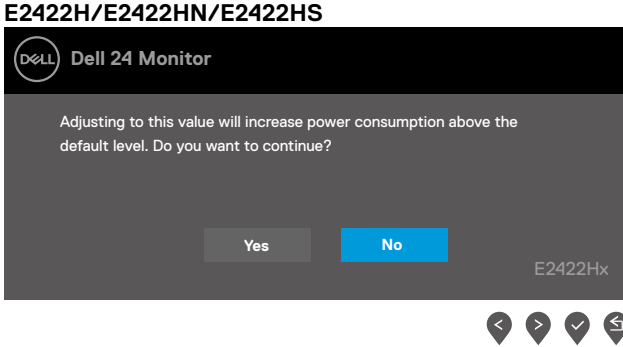 E2422H/E2422HN/E2422HS
DELL Dell 24 Monitor
Adjusting to this value will increase power consumption above the
default level. Do you want to continue?
Yes No
E2422Hx